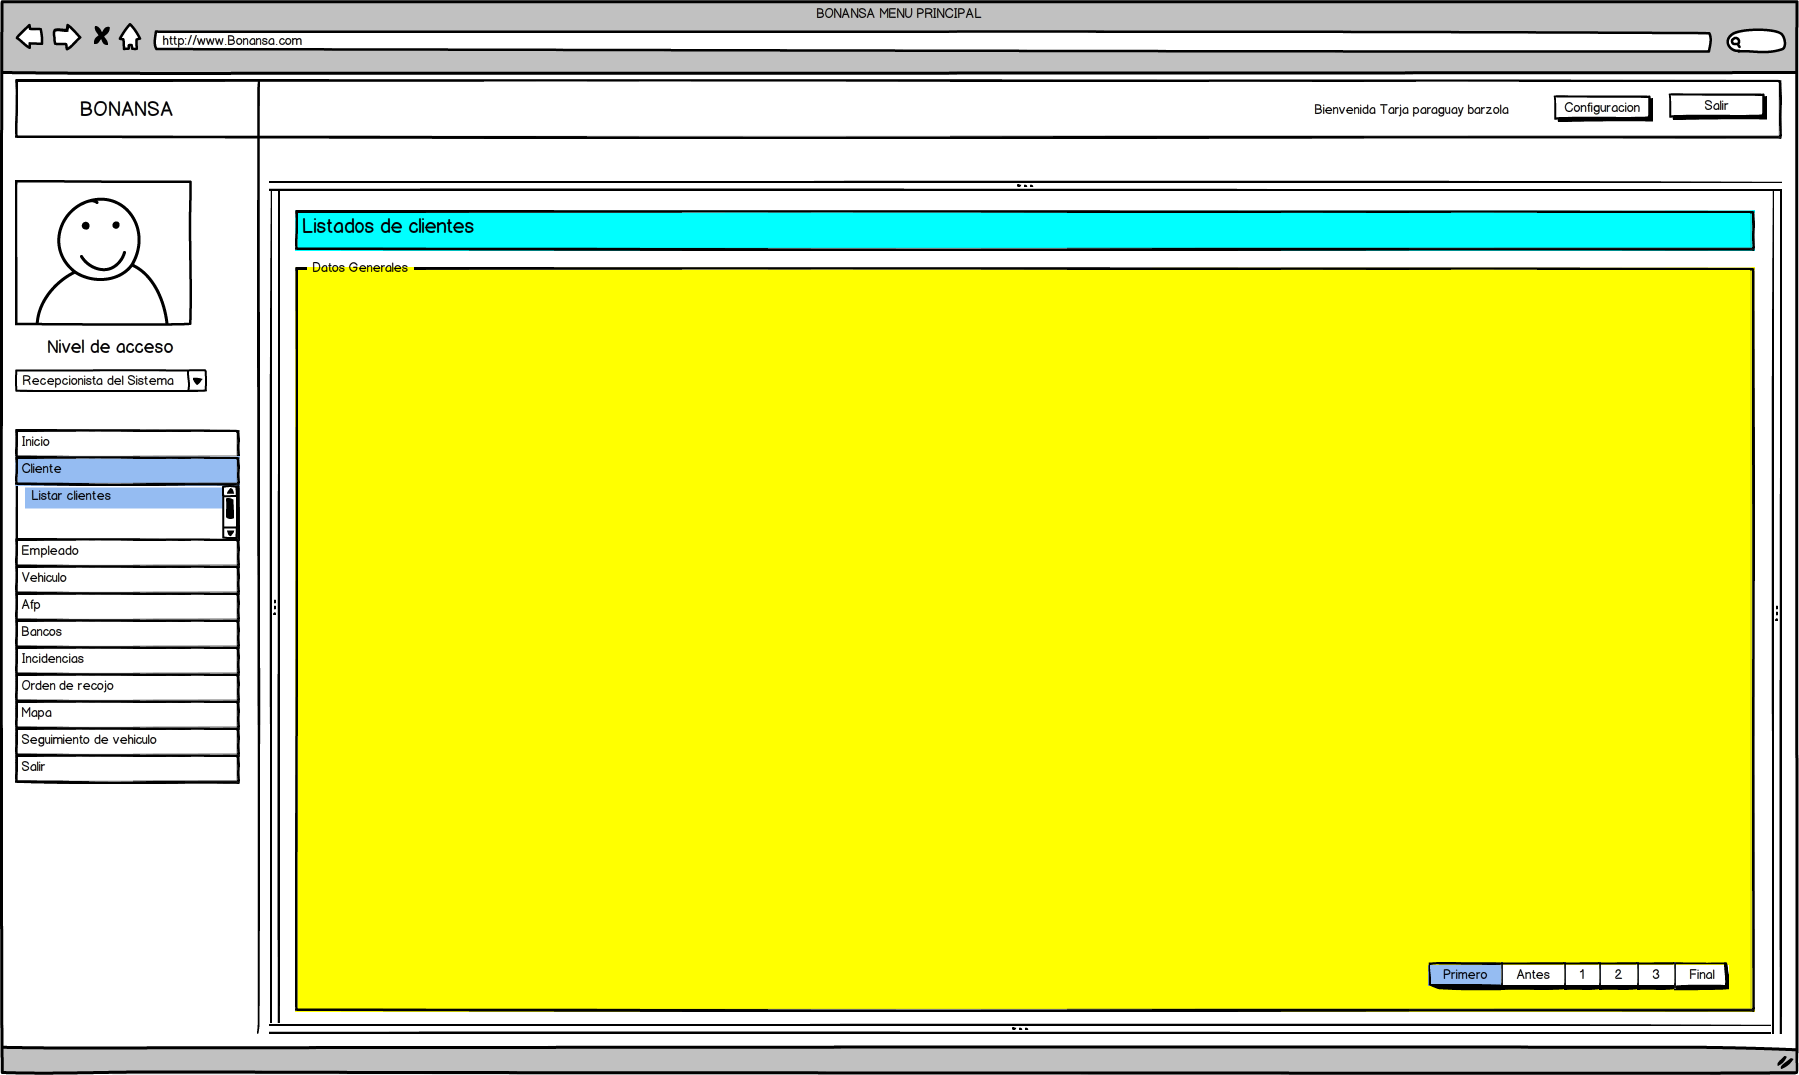 BONANSA MENU PRINCIPAL
http://www.Bonansa.com
BONANSA
Bienvenida Tarja paraguay barzola
Configuracion
Salir
Listados de clientes
Datos Generales
Nivel de acceso
Recepcionista del Sistema
Inicio
Cliente
Listar clientes
Empleado
Vehiculo
Afp
Bancos
Incidencias
Orden de recojo
Mapa
Seguimiento de vehiculo
Salir
Primero Antes 1 2 3 Final